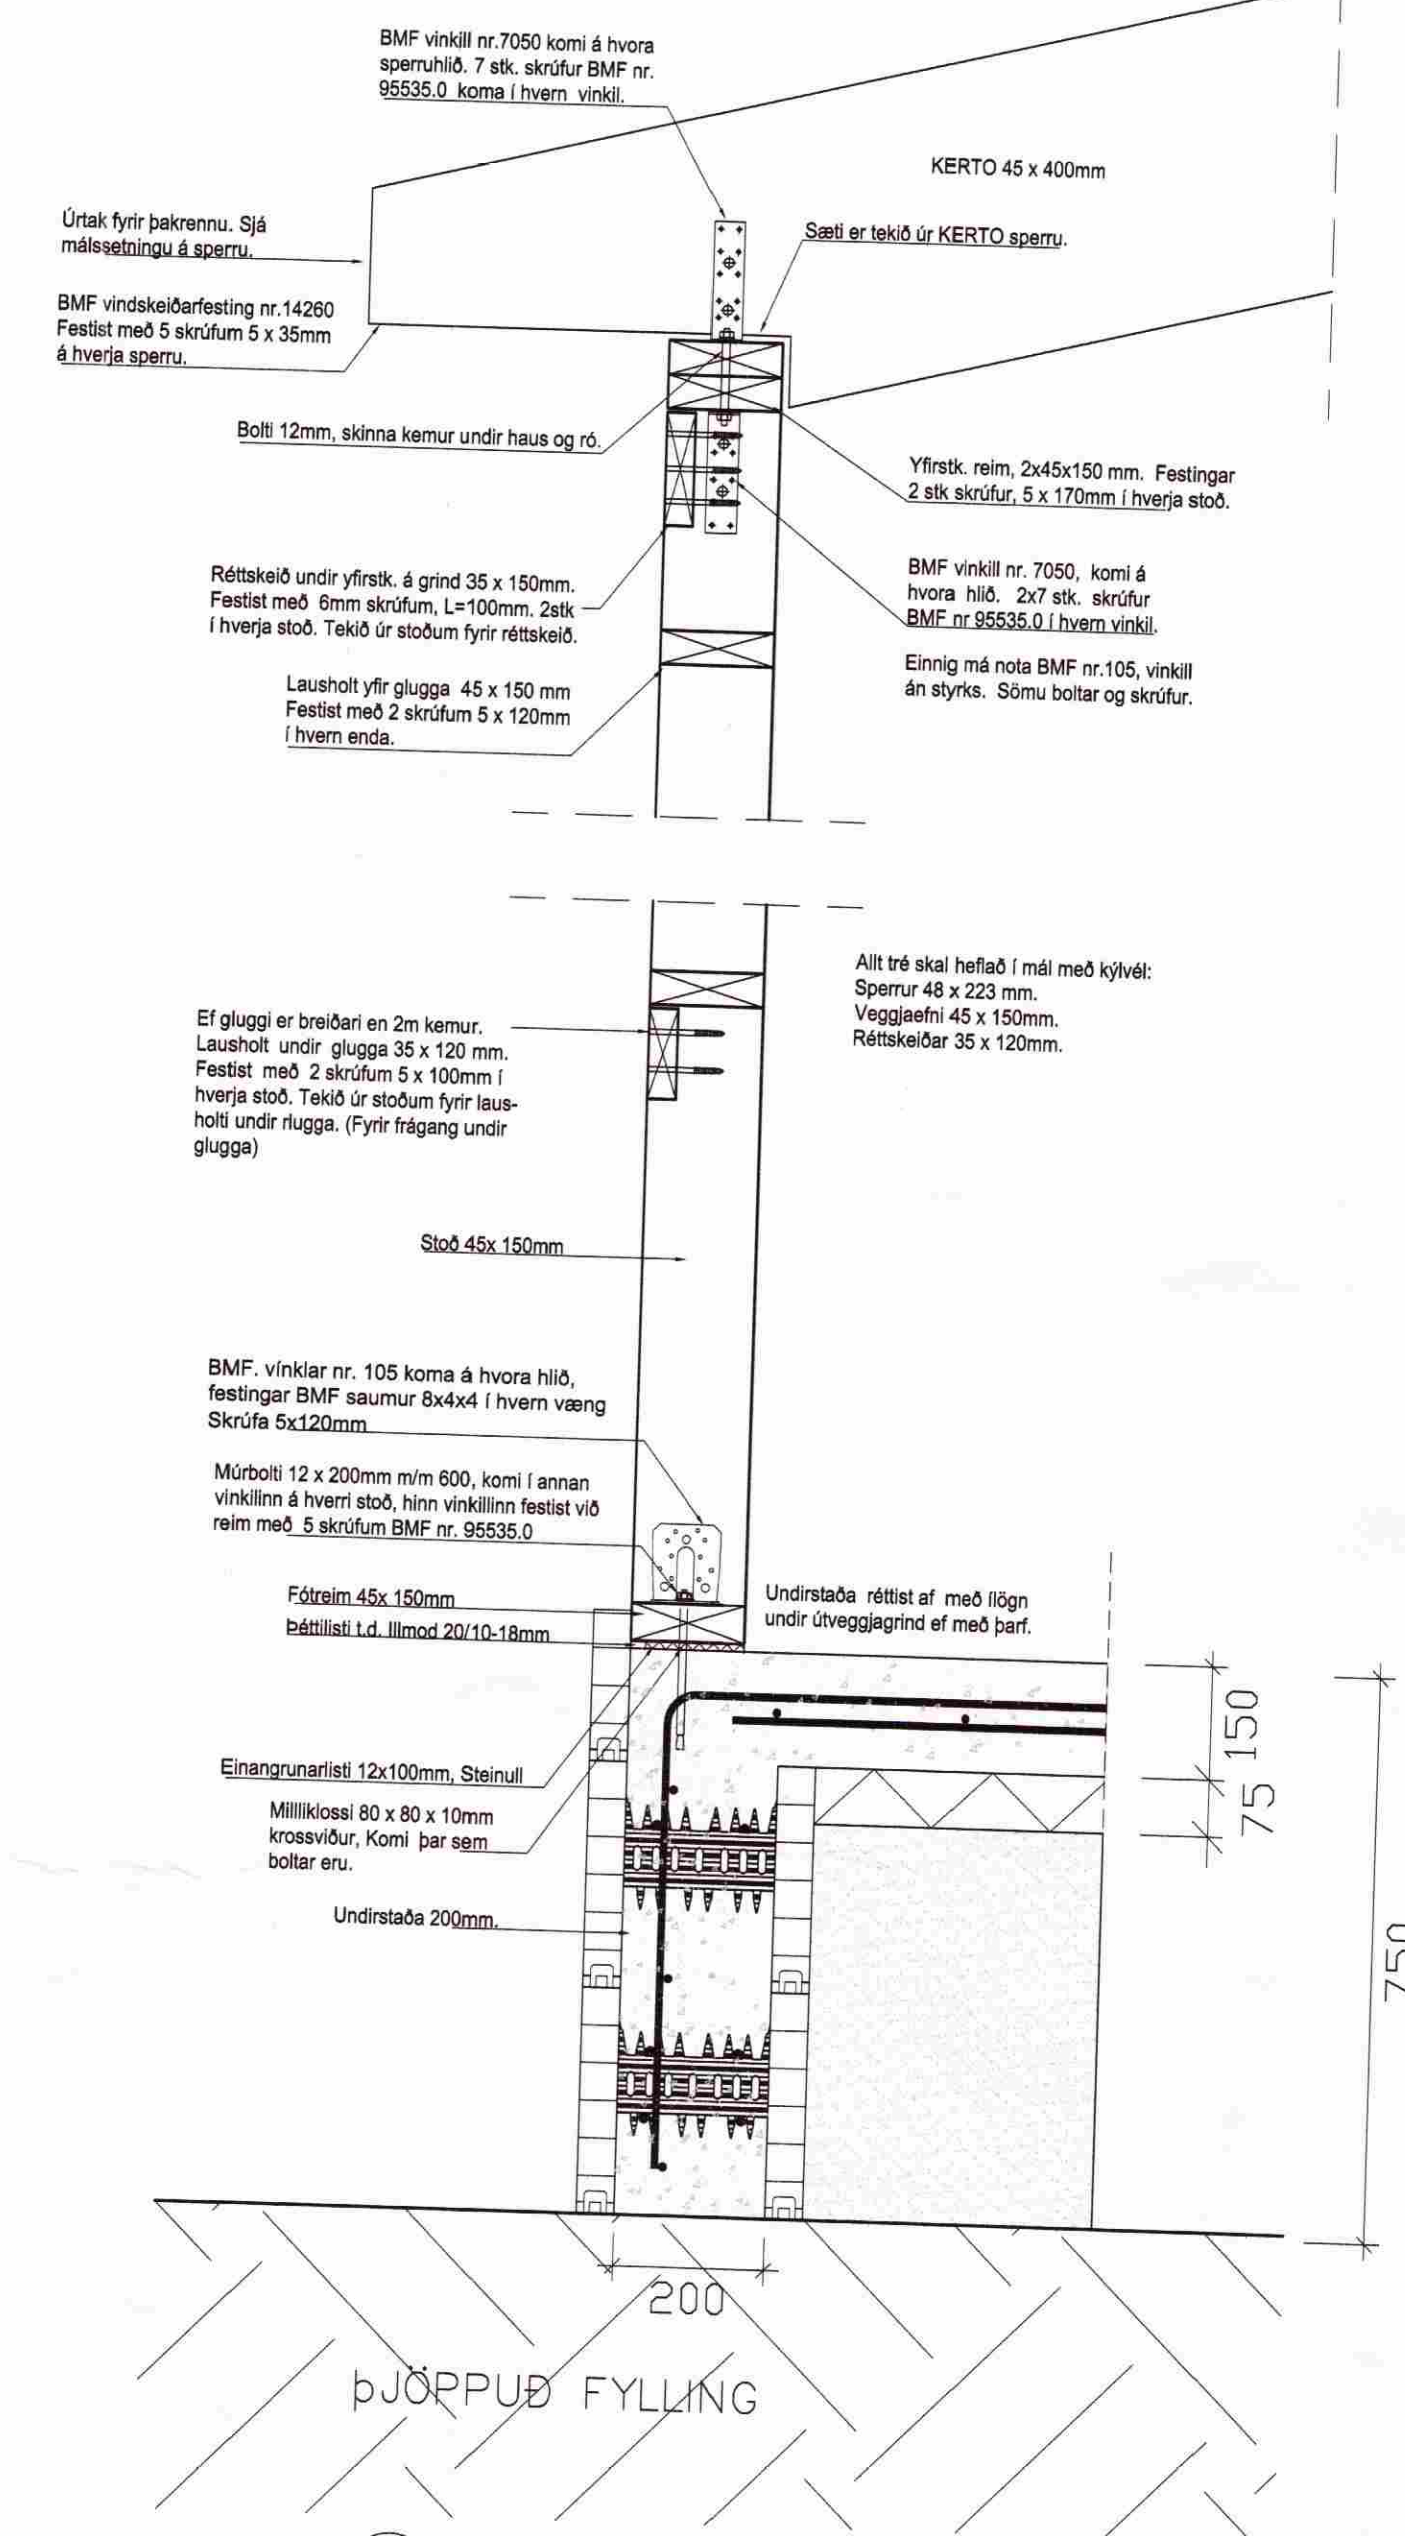 BMF vinkill nr.7050 komi á hvora
sperruhlið. 7 stk. skrúfur BMF nr.
95535.0 koma í hvern vinkil.
KERTO 45 x 400mm
Úrtak fyrir þakrennu. Sjá
málssetningu á sperru.
Sæti er tekið úr KERTO sperru.
BMF vindskeiðarfesting nr.14260
Festist með 5 skrúfum 5 x 35mm
á hverja sperru.
Bolti 12mm, skinna kemur undir haus og ró.
Yfirstk. reim, 2x45x150 mm. Festingar
2 stk skrúfur, 5 x 170mm í hverja stoð.
Réttskeið undir yfirstk. á grind 35 x 150mm.
Festist með 6mm skrúfum, L=100mm. 2stk
í hverja stoð. Tekið úr stoðum fyrir réttskeið.
BMF vinkill nr. 7050, komi á
hvora hlið. 2x7 stk. skrúfur
BMF nr 95535.0 í hvern vinkil.
Einnig má nota BMF nr.105, vinkill
án styrks. Sömu boltar og skrúfur.
Lausholt yfir glugga 45 x 150 mm
Festist með 2 skrúfum 5 x 120mm
í hvern enda.
Allt tré skal heflað í mál með kýlvél:
Sperrur 48 x 223 mm.
Veggjaefni 45 x 150mm.
Réttskeiðar 35 x 120mm.
Ef gluggi er breiðari en 2m kemur.
Lausholt undir glugga 35 x 120 mm.
Festist með 2 skrúfum 5 x 100mm í
hverja stoð. Tekið úr stoðum fyrir laus-
holti undir rlugga. (Fyrir frágang undir
glugga)
Stoð 45x 150mm
BMF. vínklar nr. 105 koma á hvora hlið,
festingar BMF saumur 8x4x4 í hvern væng
Skrúfa 5x120mm
Múrbolti 12 x 200mm m/m 600, komi í annan
vinkilinn á hverri stoð, hinn vinkillinn festist við
reim með 5 skrúfum BMF nr. 95535.0
Fótreim 45x 150mm
Þéttilisti t.d. Illmod 20/10-18mm
Undirstaða réttist af með ílögn
undir útveggjagrind ef með þarf.
150
75
Einangrunarlisti 12x100mm, Steinull
Millliklossi 80 x 80 x 10mm
krossviður, Komi þar sem
boltar eru.
Undirstaða 200mm.
750
200
ÞJÖPPUÐ FYLLING